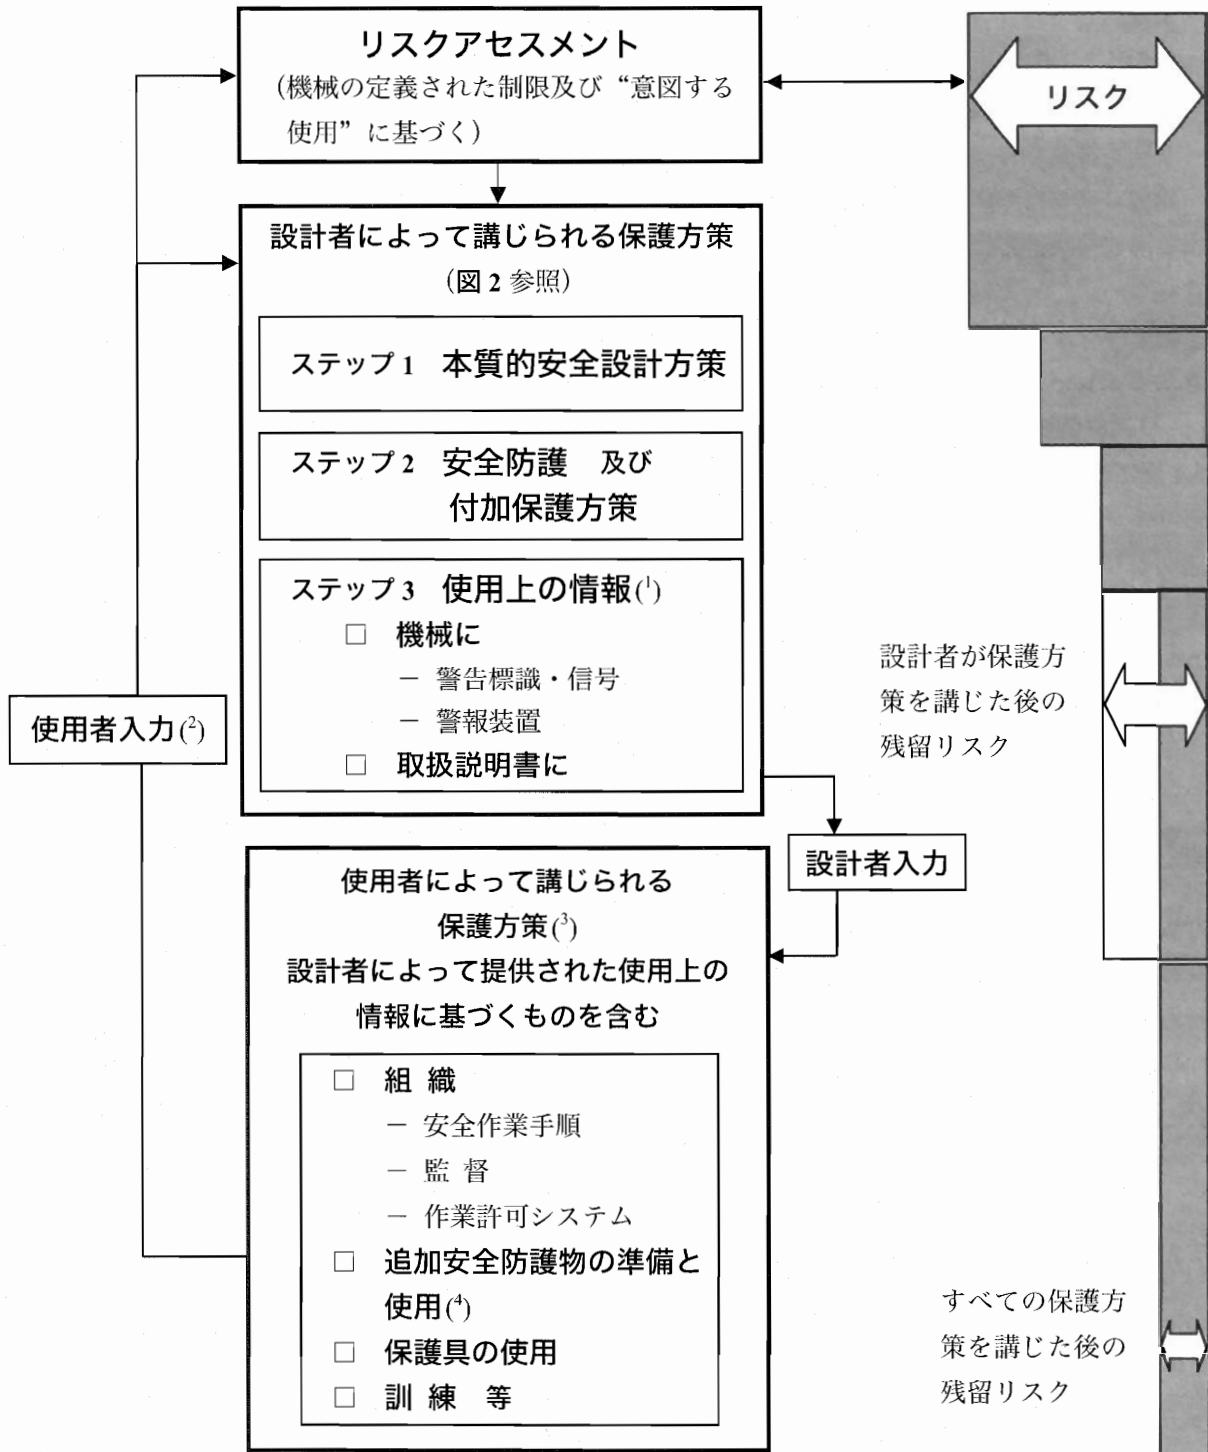 リスクアセスメント
(機械の定義された制限及び“意図する
使用”に基づく)
リスク
設計者によって講じられる保護方策
(図 2 参照)
ステップ 1 本質的安全設計方策
ステップ 2 安全防護 及び
付加保護方策
ステップ 3 使用上の情報(1)
□ 機械に
－ 警告標識・信号
－ 警報装置
□ 取扱説明書に
設計者が保護方
策を講じた後の
残留リスク
使用者入力(2)
設計者入力
使用者によって講じられる
保護方策(3)
設計者によって提供された使用上の
情報に基づくものを含む
□ 組 織
－ 安全作業手順
－ 監 督
－ 作業許可システム
□ 追加安全防護物の準備と
使用(4)
□ 保護具の使用
□ 訓 練 等
すべての保護方
策を講じた後の
残留リスク